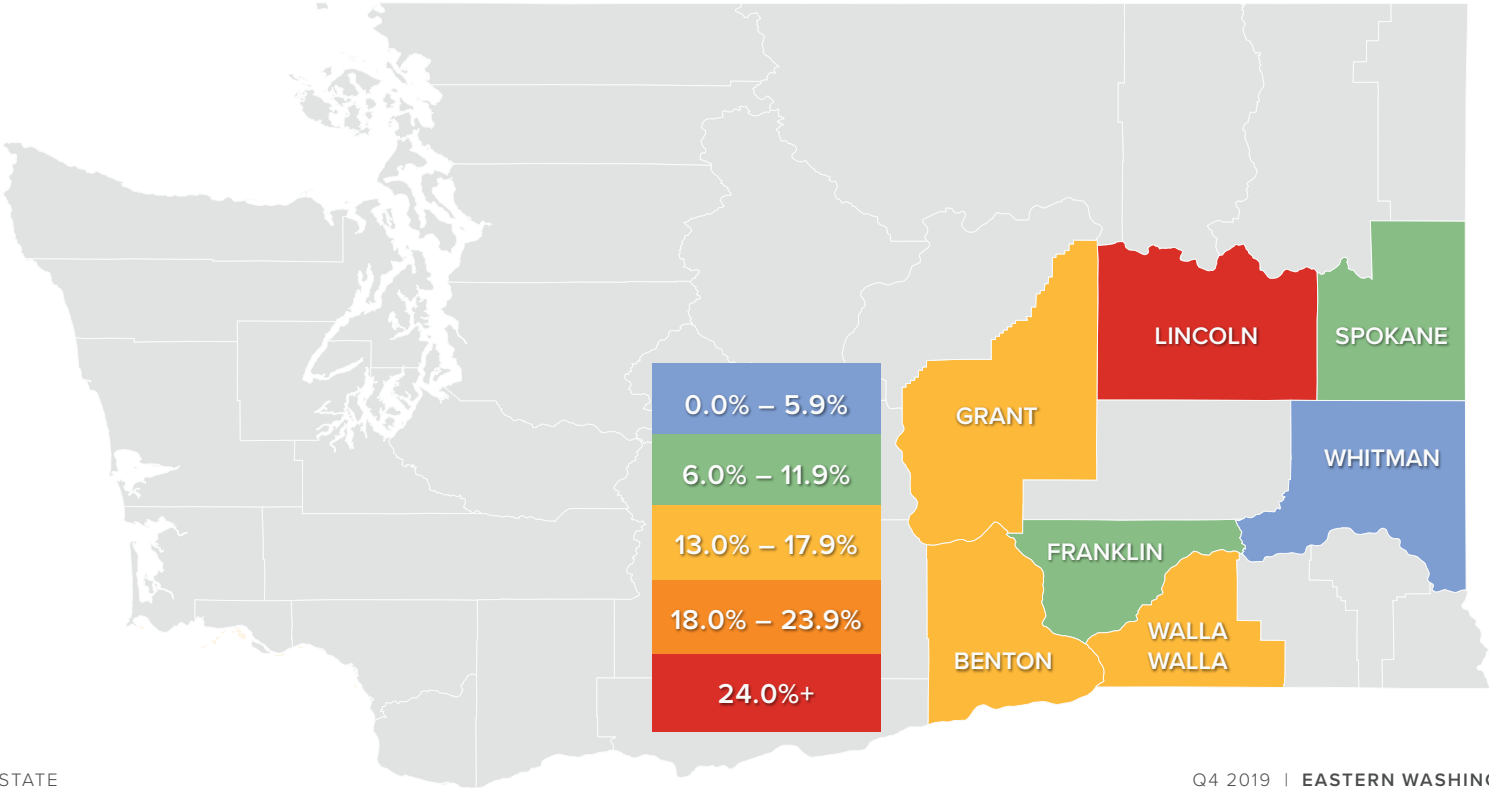 LINCOLN
SPOKANE
GRANT
WHITMAN
FRANKLIN
WALLA
WALLA
BENTON
0.0% – 5.9%
6.0% – 11.9%
13.0% – 17.9%
18.0% – 23.9%
24.0%+
STATE
Q4 2019 | EASTERN WASHING